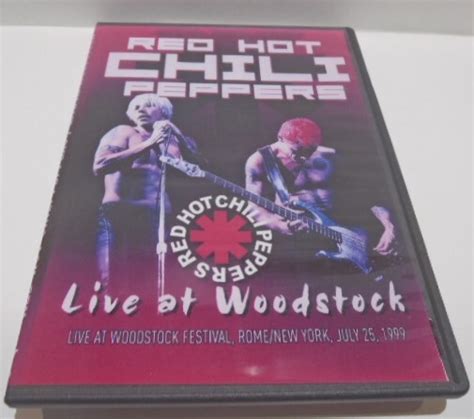 RED HOT
CHILI
PEPPERS
RED HOT CHILI PEPPERS
Live at Woodstock
LIVE AT WOODSTOCK FESTIVAL, ROME/NEW YORK, JULY 25, 1999